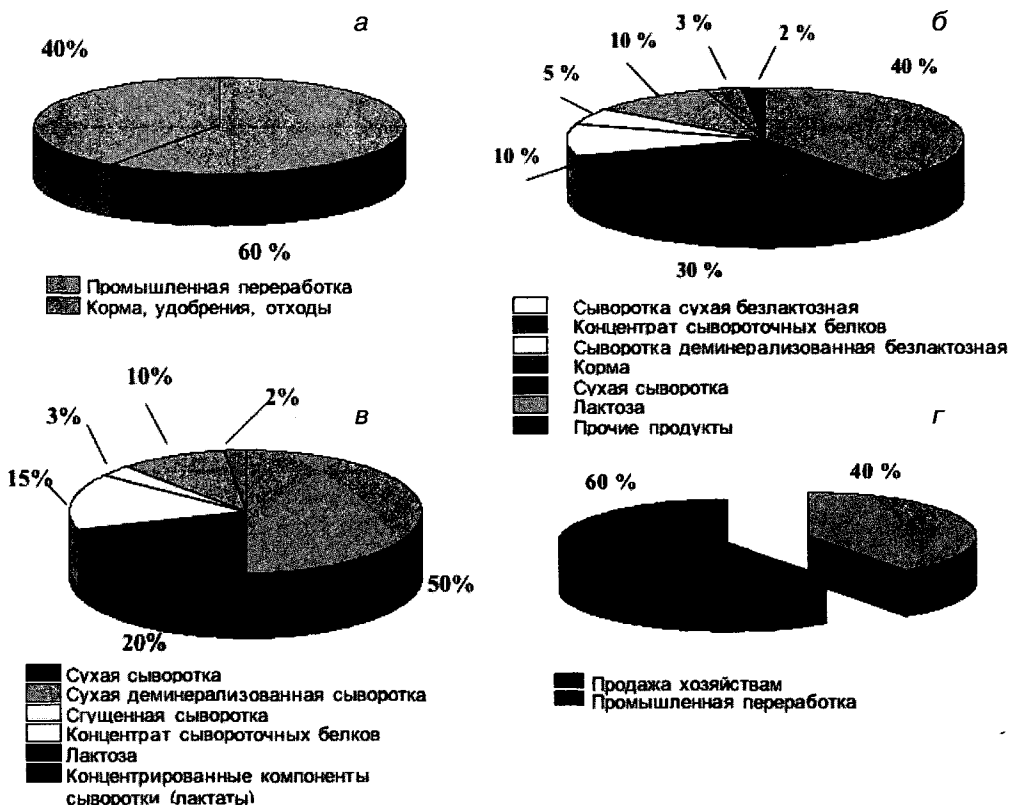 а
40%
60 %
Промышленная переработка
Корма, удобрения, отходы
б
3 %
2 %
10 %
40 %
5 %
10 %
30 %
Сыворотка сухая безлактозная
Концентрат сывороточных белков
Сыворотка деминерализованная безлактозная
Корма
Сухая сыворотка
Лактоза
Прочие продукты
в
10%
2%
3%
15%
50%
20%
Сухая сыворотка
Сухая деминерализованная сыворотка
Сгущенная сыворотка
Концентрат сывороточных белков
Лактоза
Концентрированные компоненты
сыворотки (лактаты)
г
60 %
40 %
Продажа хозяйствам
Промышленная переработка